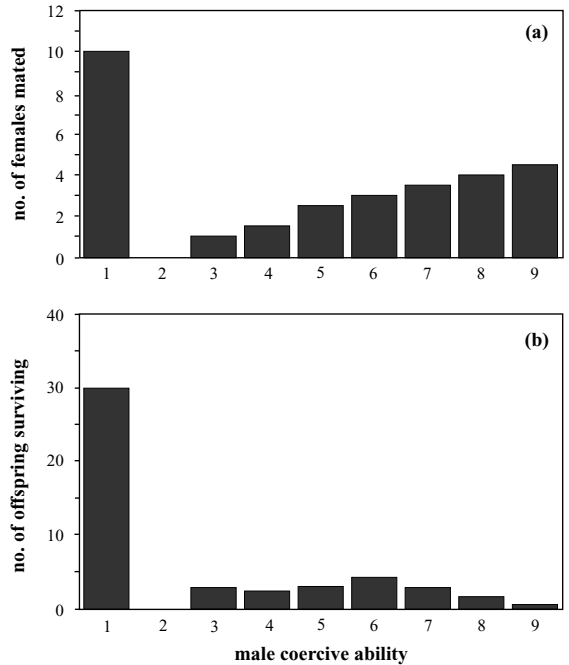 (a)
no. of females mated
12
10
8
6
4
2
0
1 2 3 4 5 6 7 8 9
(b)
no. of offspring surviving
40
30
20
10
0
1 2 3 4 5 6 7 8 9
male coercive ability